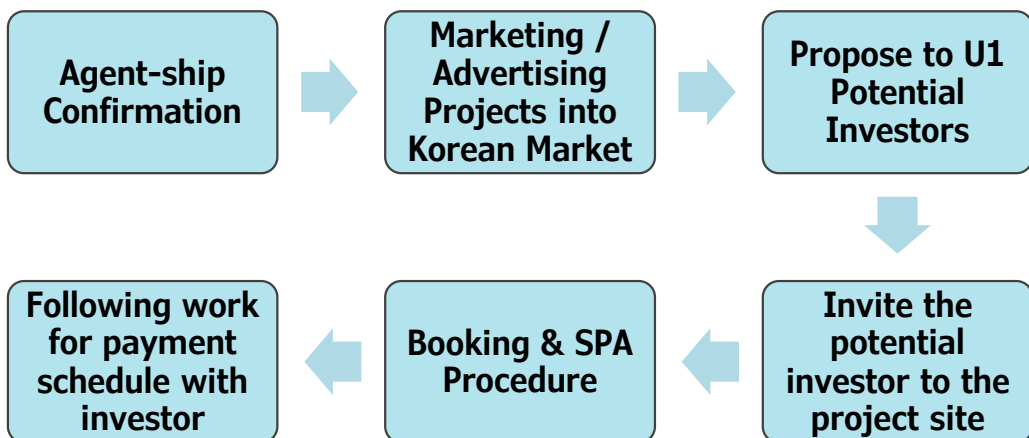 Agent-ship
Confirmation
Marketing /
Advertising
Projects into
Korean Market
Propose to U1
Potential
Investors
Invite the
potential
investor to the
project site
Booking & SPA
Procedure
Following work
for payment
schedule with
investor